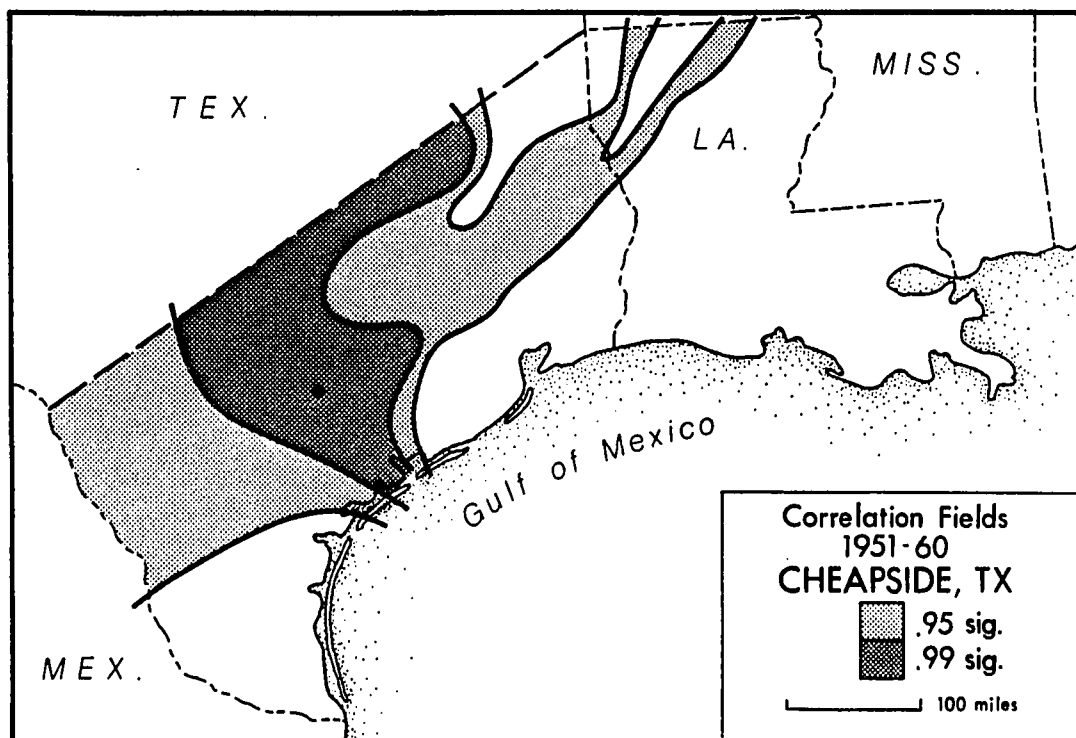 TEX.
MISS.
LA.
Gulf of Mexico
MEX.
Correlation Fields
1951-60
CHEAPSIDE, TX
.95 sig.
.99 sig.
100 miles